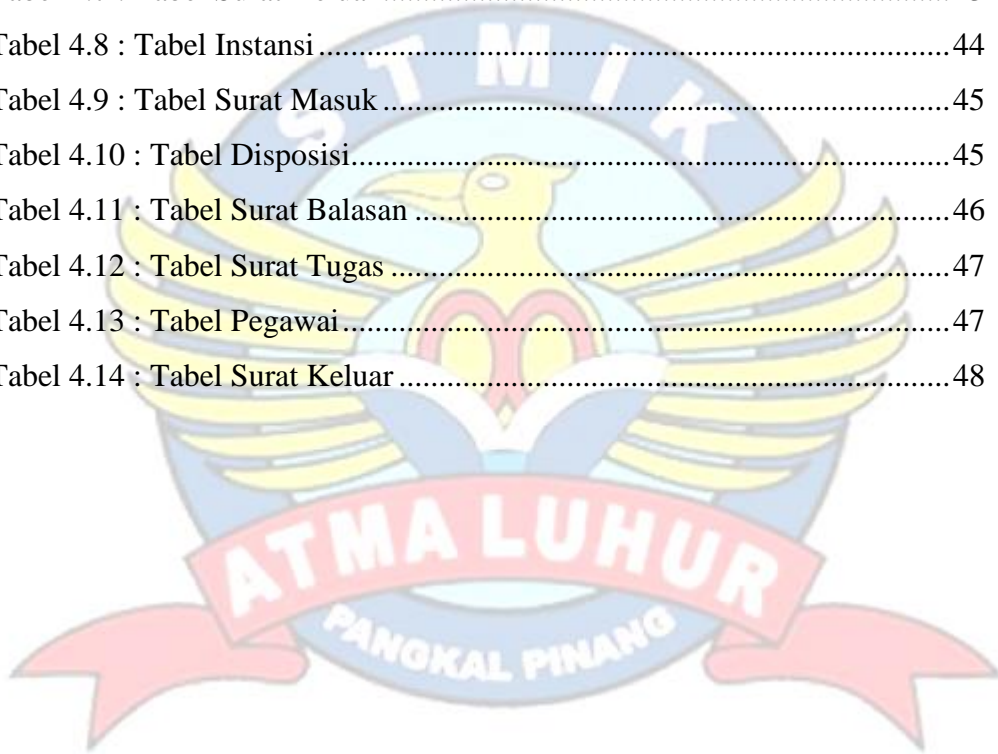 Tabel 4.8 : Tabel Instansi ........................................................................ 44
Tabel 4.9 : Tabel Surat Masuk ........................................................................ 45
Tabel 4.10 : Tabel Disposisi ........................................................................ 45
Tabel 4.11 : Tabel Surat Balasan ........................................................................ 46
Tabel 4.12 : Tabel Surat Tugas ........................................................................ 47
Tabel 4.13 : Tabel Pegawai ........................................................................ 47
Tabel 4.14 : Tabel Surat Keluar ........................................................................ 48
STMIK
ATMA LUHUR
PANGKAL PINANG